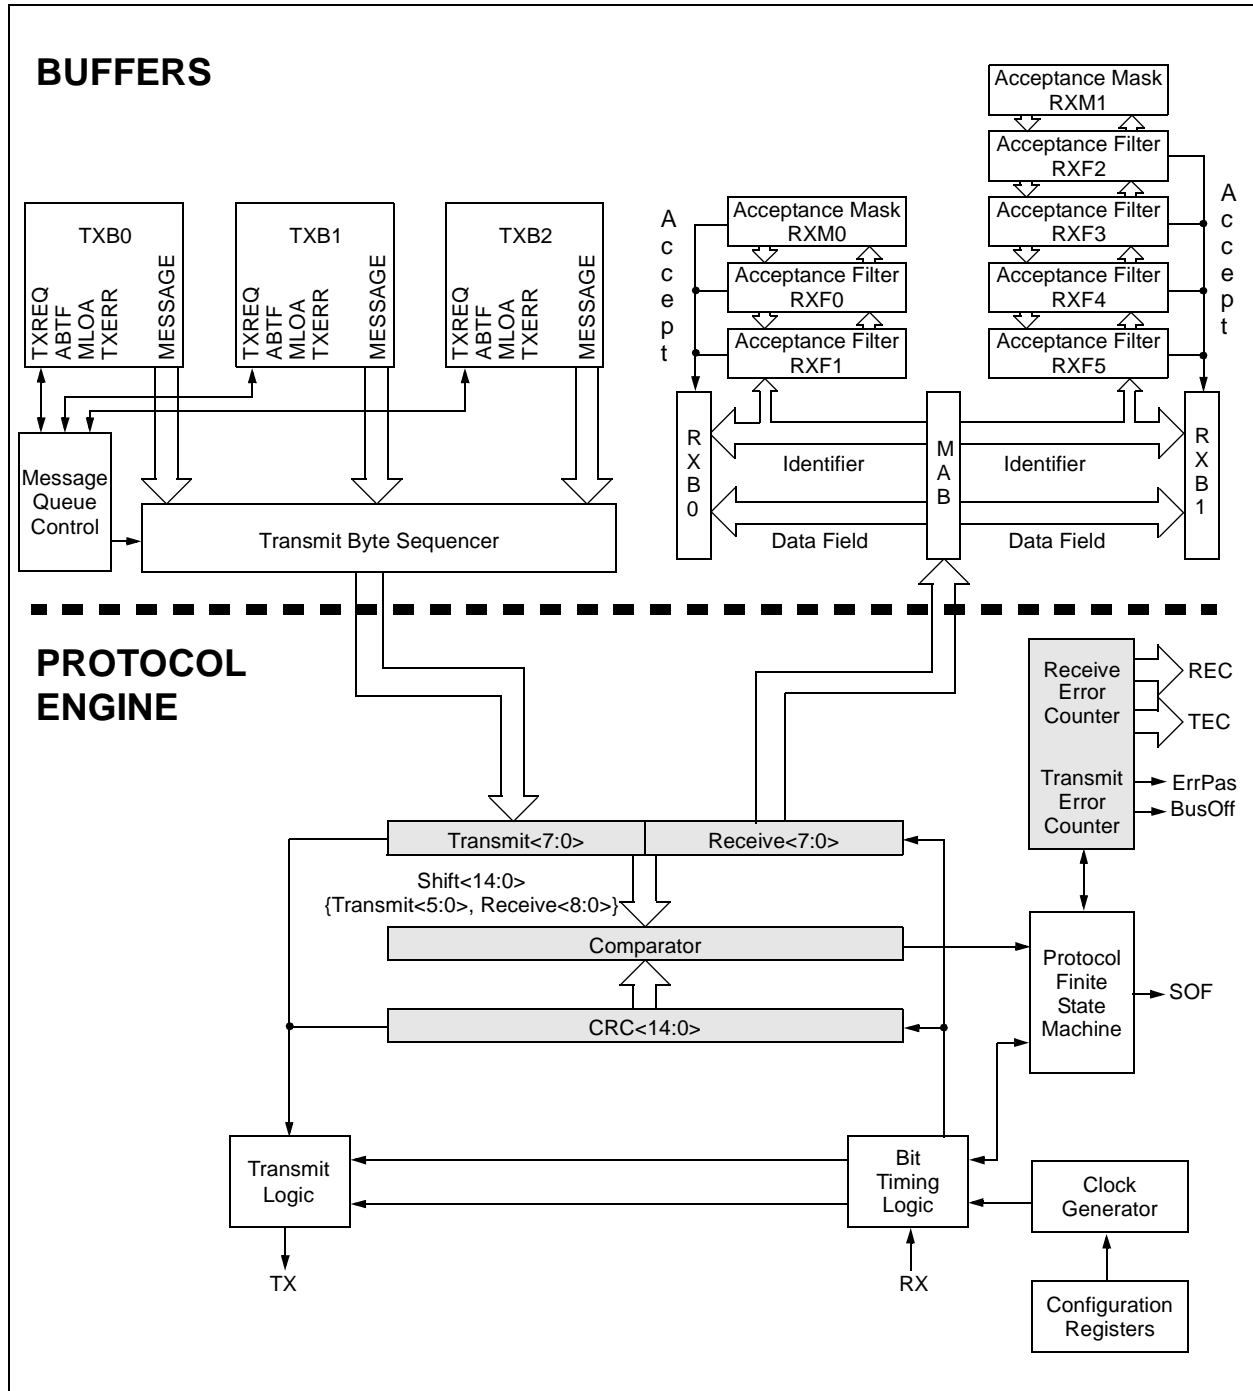 BUFFERS
Acceptance Mask
RXM1
Acceptance Filter
RXF2
Acceptance Filter
RXF3
Acceptance Filter
RXF4
Acceptance Filter
RXF5
Accept
Acceptance Mask
RXM0
Acceptance Filter
RXF0
Acceptance Filter
RXF1
Accept
TXB0
TXREQ
ABTF
MLOA
TXERR
MESSAGE
TXB1
TXREQ
ABTF
MLOA
TXERR
MESSAGE
TXB2
TXREQ
ABTF
MLOA
TXERR
MESSAGE
Message
Queue
Control
Transmit Byte Sequencer
RXB0
Identifier
Data Field
MAB
Identifier
Data Field
RXB1
PROTOCOL
ENGINE
Receive
Error
Counter
Transmit
Error
Counter
REC
TEC
ErrPas
BusOff
Transmit<7:0>
Receive<7:0>
Shift<14:0>
{Transmit<5:0>, Receive<8:0>}
Comparator
CRC<14:0>
Protocol
Finite
State
Machine
SOF
Transmit
Logic
Bit
Timing
Logic
Clock
Generator
TX
RX
Configuration
Registers